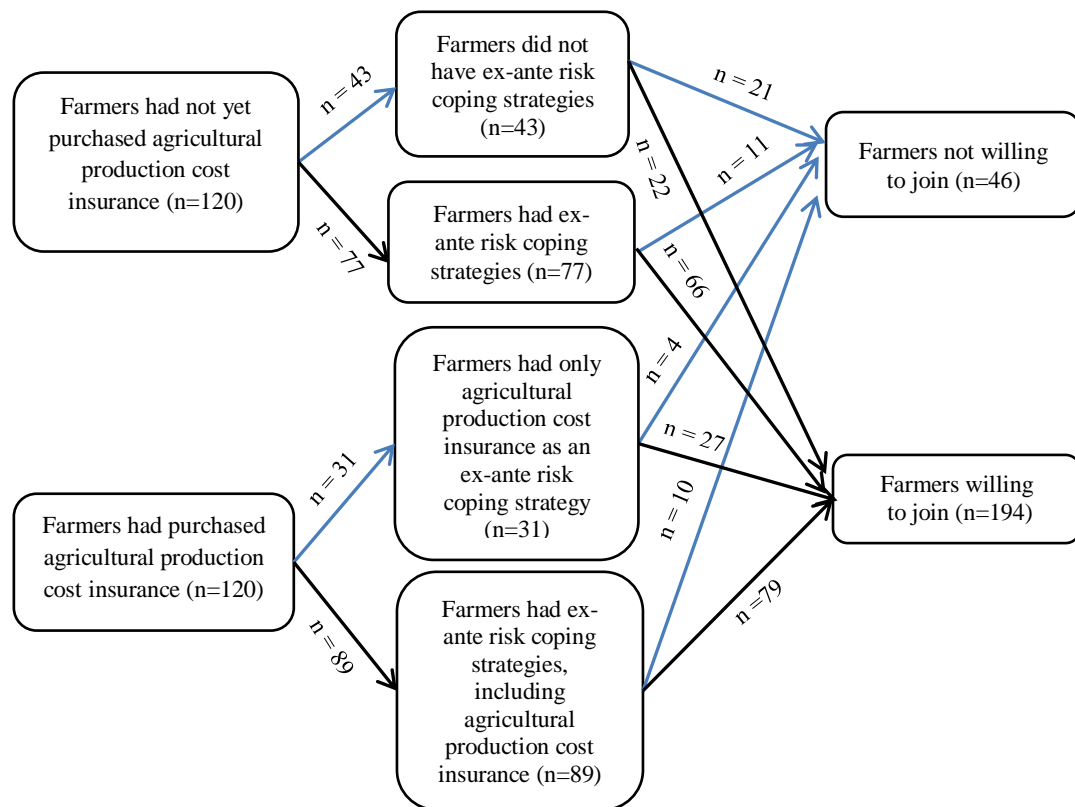 Farmers had not yet
purchased agricultural
production cost
insurance (n=120)
n = 43
n = 77
Farmers did not
have ex-ante risk
coping strategies
(n=43)
Farmers had ex-
ante risk coping
strategies (n=77)
n = 21
n = 22
n = 11
n = 66
Farmers not willing
to join (n=46)
Farmers had purchased
agricultural production
cost insurance (n=120)
n = 31
n = 89
Farmers had only
agricultural
production cost
insurance as an
ex-ante risk
coping strategy
(n=31)
Farmers had ex-
ante risk coping
strategies,
including
agricultural
production cost
insurance (n=89)
n = 4
n = 27
n = 10
n =79
Farmers willing
to join (n=194)